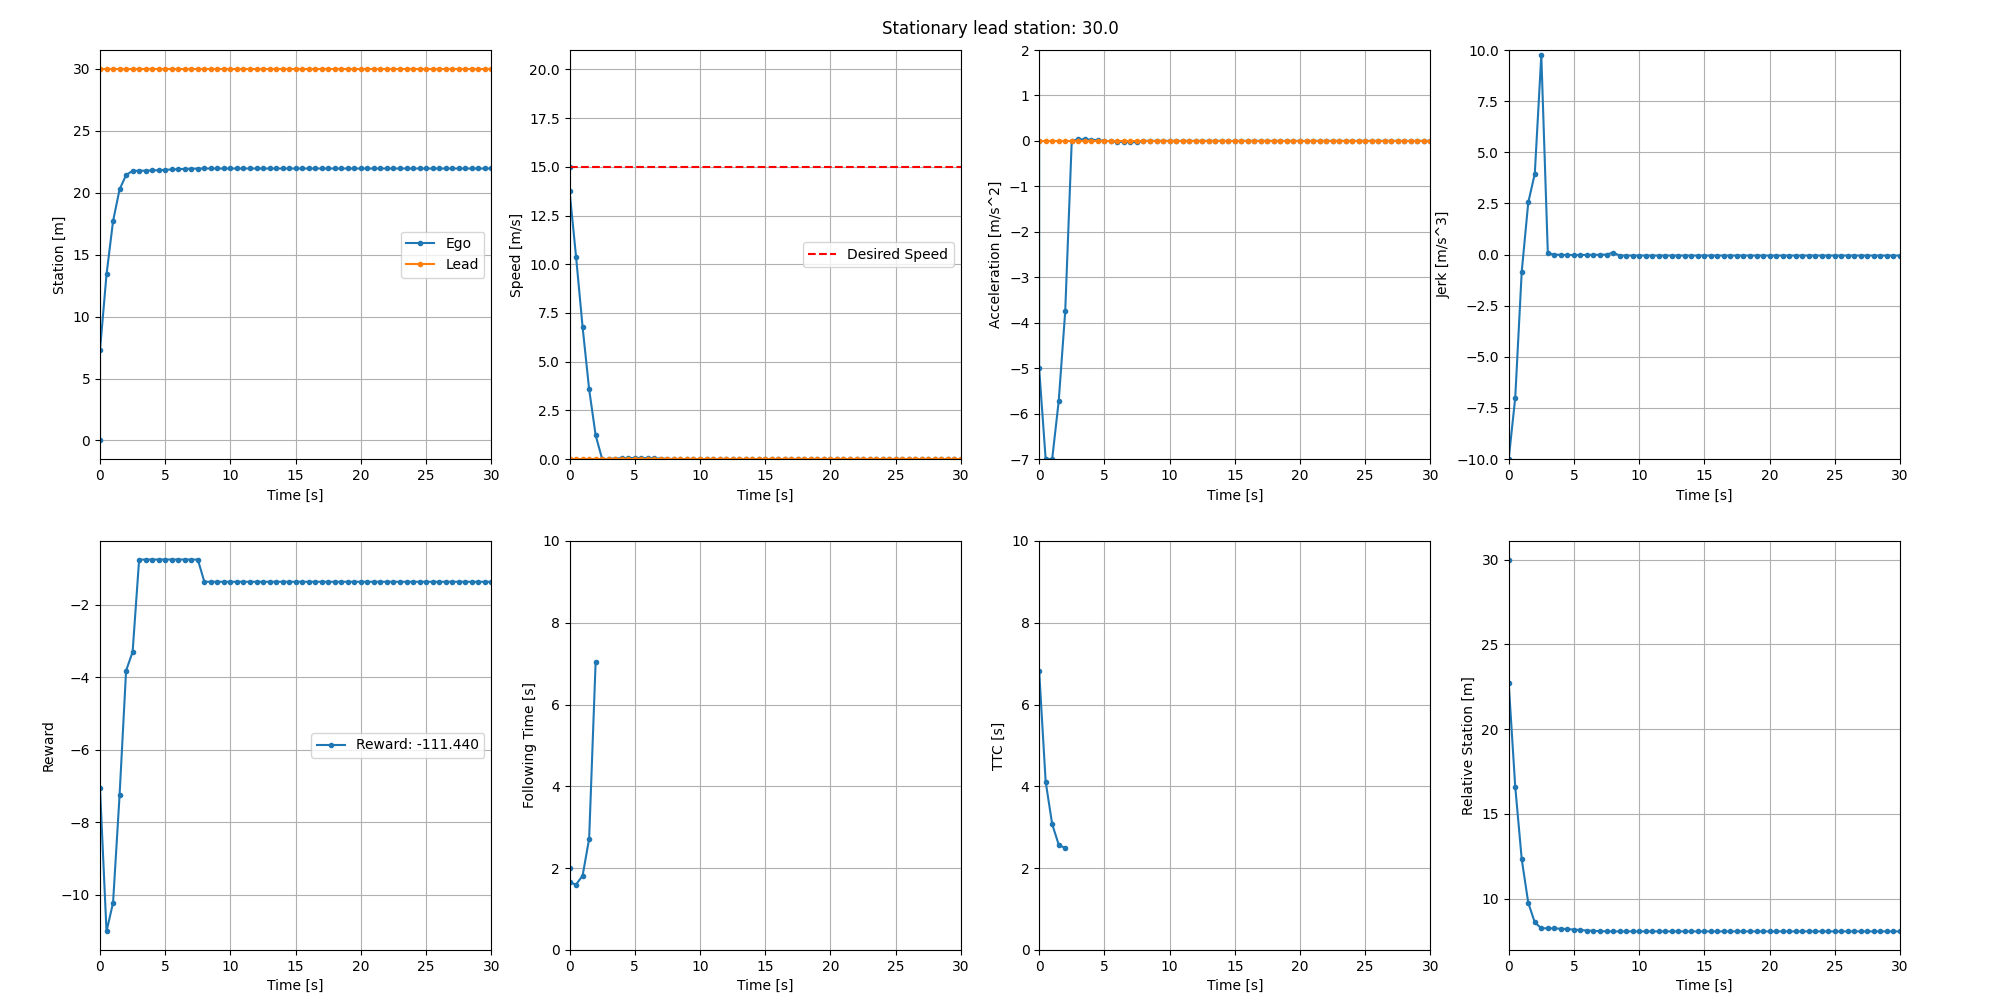 Stationary lead station: 30.0
Station [m]
30
25
20
15
10
5
0
Ego
Lead
0 5 10 15 20 25 30
Time [s]
Speed [m/s]
20.0
17.5
15.0
12.5
10.0
7.5
5.0
2.5
0.0
Desired Speed
0 5 10 15 20 25 30
Time [s]
Acceleration [m/s^2]
2
1
0
−1
−2
−3
−4
−5
−6
−7
0 5 10 15 20 25 30
Time [s]
Jerk [m/s^3]
10.0
7.5
5.0
2.5
0.0
−2.5
−5.0
−7.5
−10.0
0 5 10 15 20 25 30
Time [s]
Reward
−2
−4
−6
−8
−10
Reward: -111.440
0 5 10 15 20 25 30
Time [s]
Following Time [s]
10
8
6
4
2
0
0 5 10 15 20 25 30
Time [s]
TTC [s]
10
8
6
4
2
0
0 5 10 15 20 25 30
Time [s]
Relative Station [m]
30
25
20
15
10
0 5 10 15 20 25 30
Time [s]